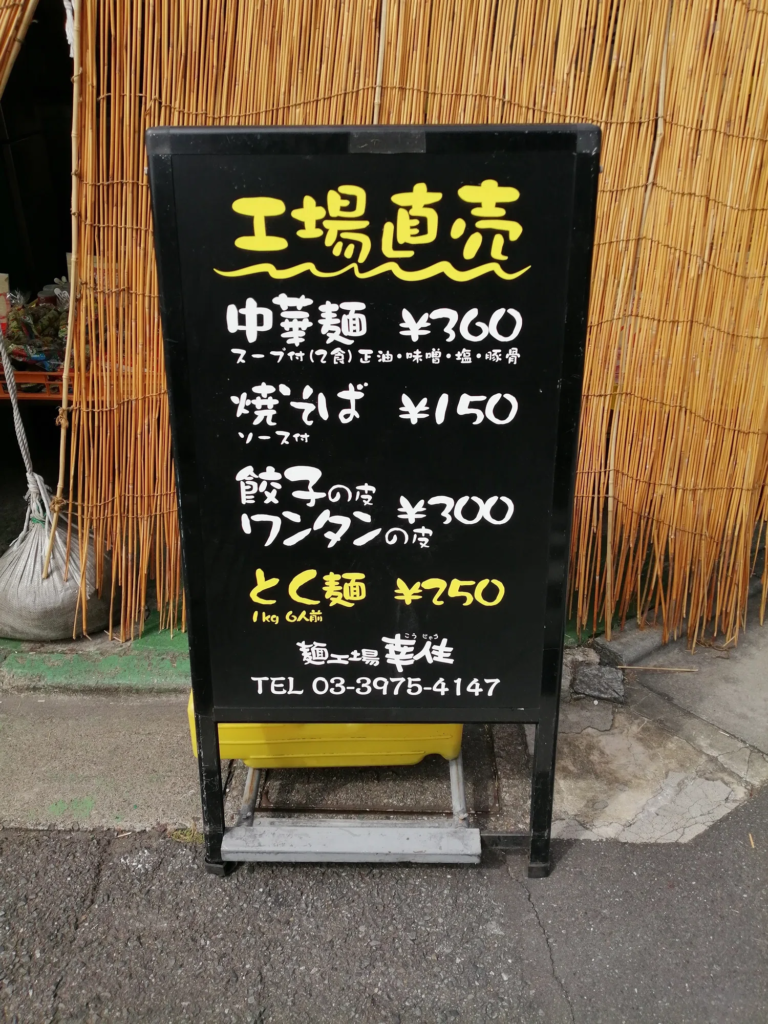 工場直売
中華麺 ¥360
スープ付(2食)正油・味噌・塩・豚骨
焼そば ¥150
ソース付
餃子の皮
ワンタンの皮 ¥300
とく麺 ¥250
1kg 6人前
こうじゅう
麺工場 幸住
TEL 03-3975-4147